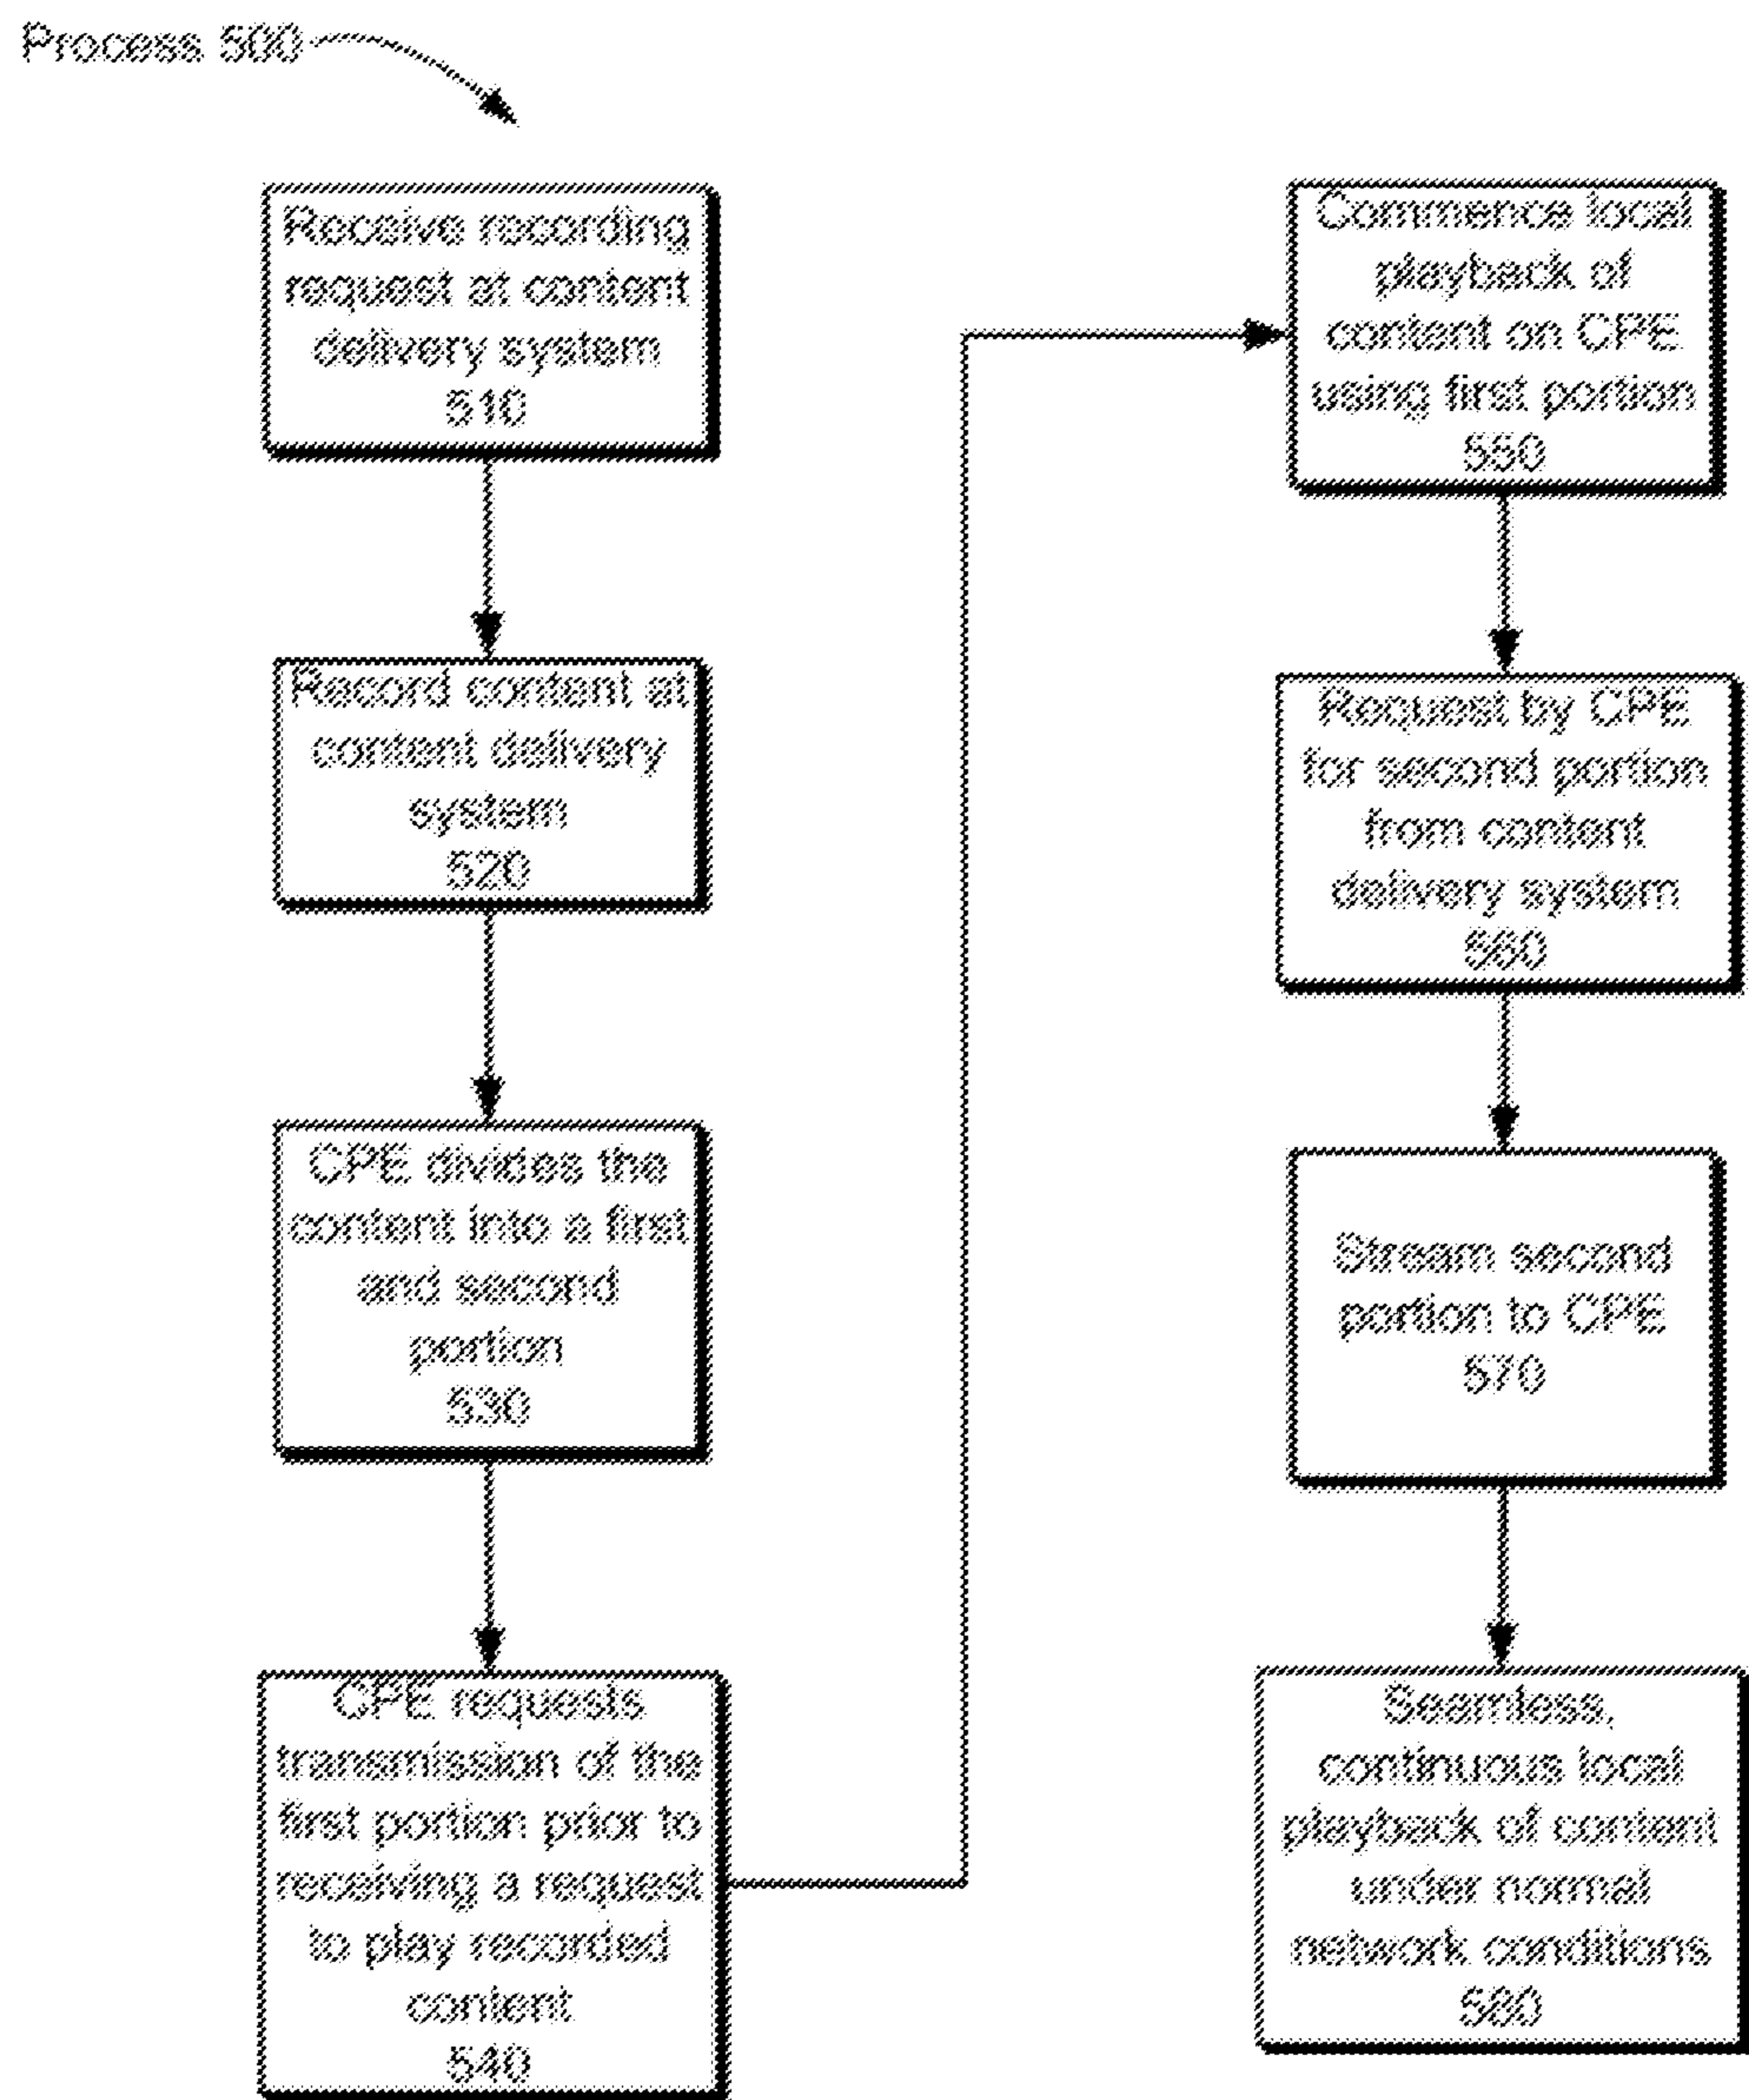 Process 500
Receive recording
request at content
delivery system
510
Record content at
content delivery
system
520
CPE divides the
content into a first
and second
portion
530
CPE requests
transmission of the
first portion prior to
receiving a request
to play recorded
content
540
Commence local
playback of
content on CPE
using first portion
550
Request by CPE
for second portion
from content
delivery system
560
Stream second
portion to CPE
570
Seamless,
continuous local
playback of content
under normal
network conditions
580